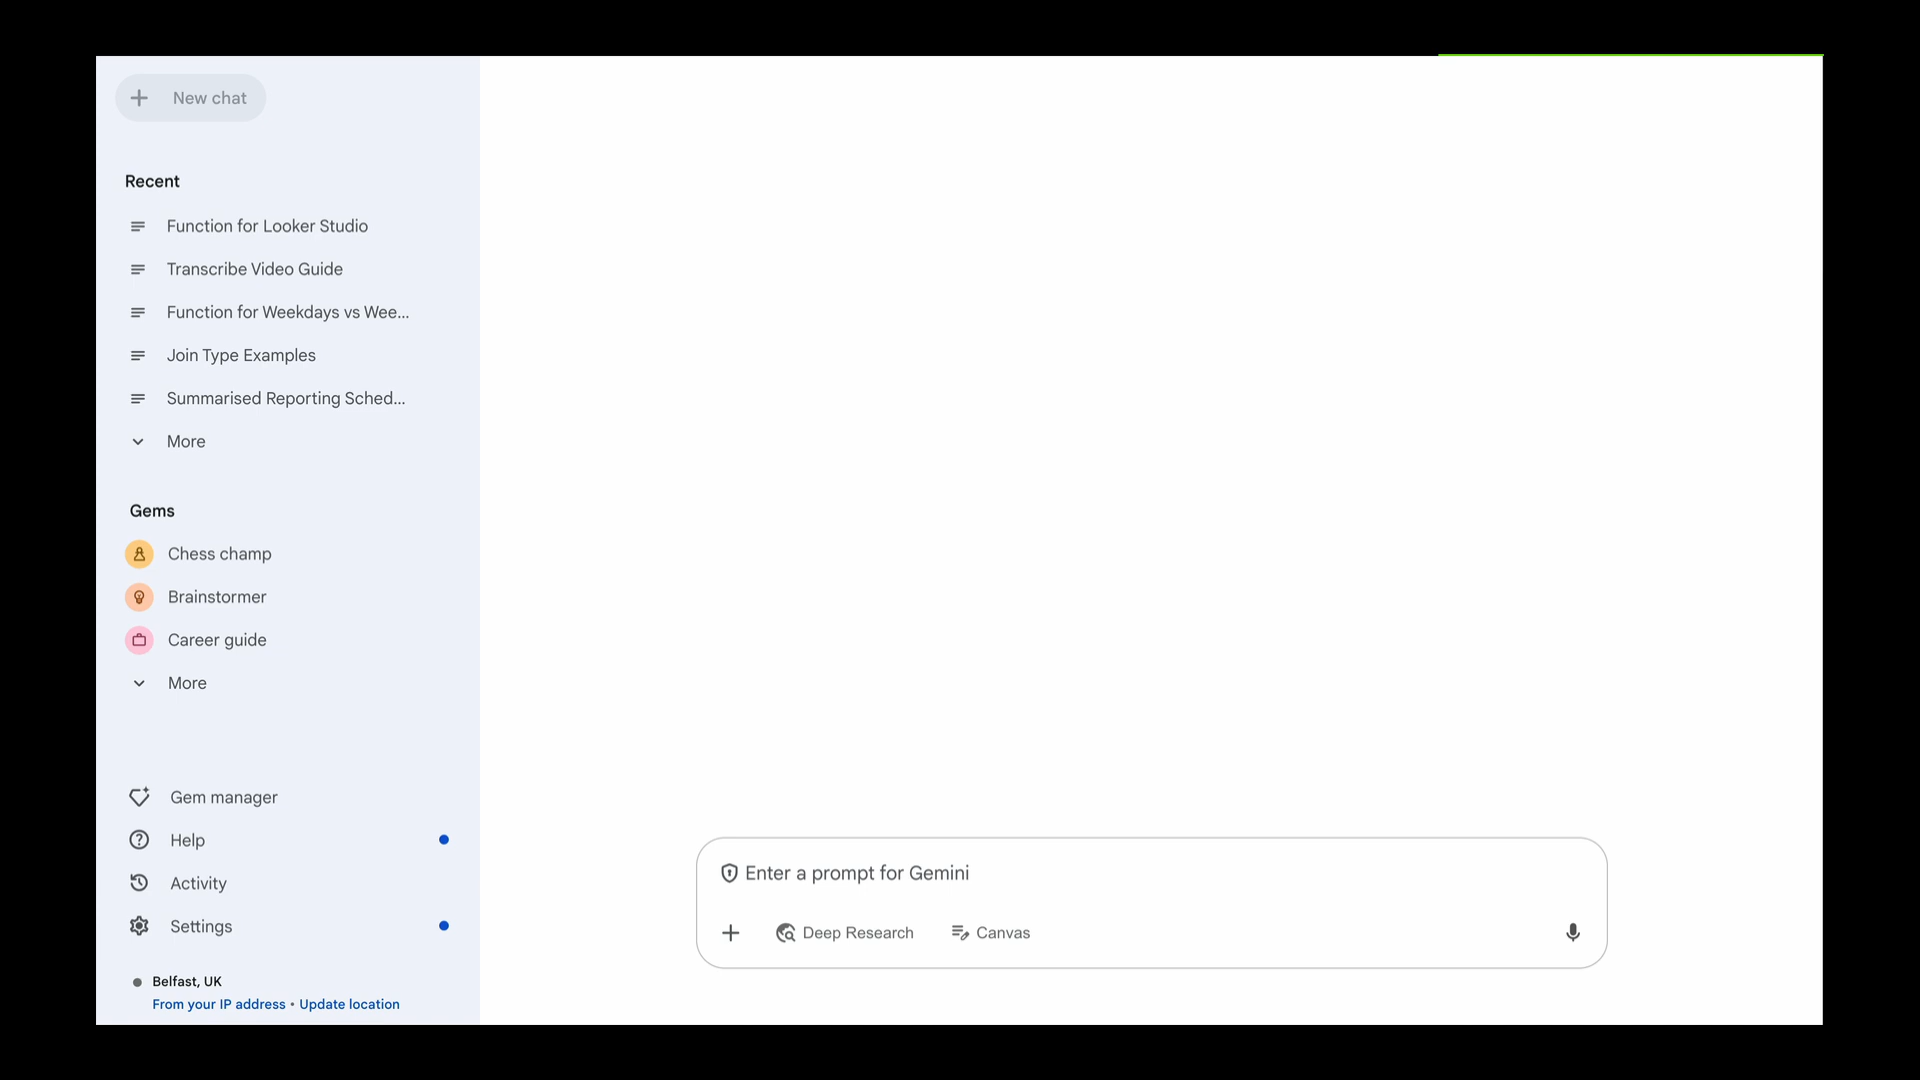 New chat
Recent
Function for Looker Studio
Transcribe Video Guide
Function for Weekdays vs Wee...
Join Type Examples
Summarised Reporting Sched...
More
Gems
Chess champ
Brainstormer
Career guide
More
Gem manager
Help
Activity
Settings
Belfast, UK
From your IP address • Update location
Enter a prompt for Gemini
Deep Research Canvas